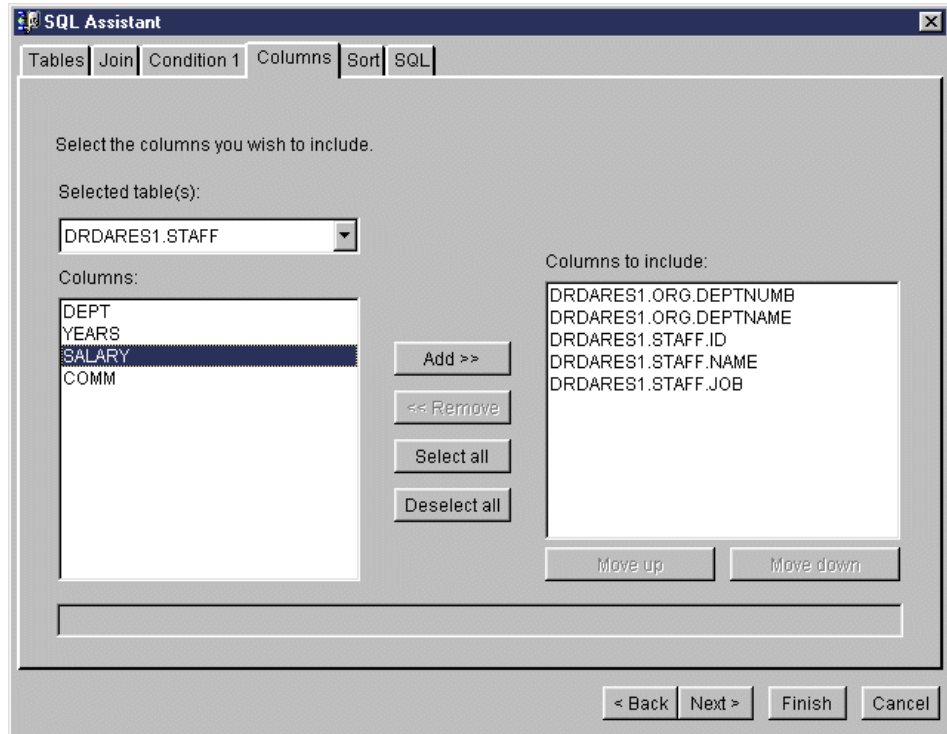 SQL Assistant
Tables Join Condition 1 Columns Sort SQL
Select the columns you wish to include.
Selected table(s):
DRDARES1.STAFF
Columns:
DEPT
YEARS
SALARY
COMM
Add >>
<< Remove
Select all
Deselect all
Columns to include:
DRDARES1.ORG.DEPTNUMB
DRDARES1.ORG.DEPTNAME
DRDARES1.STAFF.ID
DRDARES1.STAFF.NAME
DRDARES1.STAFF.JOB
Move up Move down
< Back Next > Finish Cancel